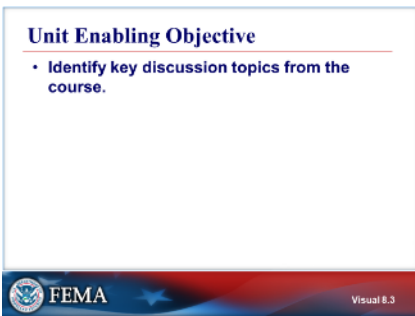 Unit Enabling Objective
• Identify key discussion topics from the
course.
FEMA
Visual 8.3